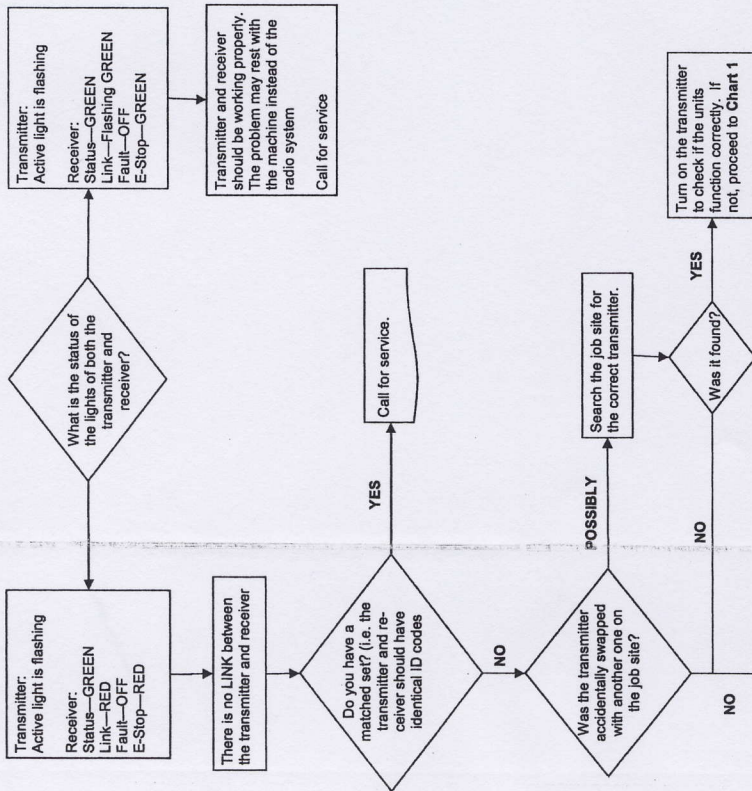 What is the status of
the lights of both the
transmitter and
receiver?
Transmitter:
Active light is flashing
Receiver:
Status—GREEN
Link—RED
Fault—OFF
E-Stop—RED
Transmitter:
Active light is flashing
Receiver:
Status—GREEN
Link—Flashing GREEN
Fault—OFF
E-Stop—GREEN
There is no LINK between
the transmitter and receiver
Transmitter and receiver
should be working properly.
The problem may rest with
the machine instead of the
radio system
Call for service
Do you have a
matched set? (i.e. the
transmitter and re-
ceiver should have
identical ID codes
YES
Call for service.
NO
Was the transmitter
accidentally swapped
with another one on
the job site?
POSSIBLY
Search the job site for
the correct transmitter.
Was it found?
YES
Turn on the transmitter
to check if the units
function correctly. If
not, proceed to Chart 1
NO
NO